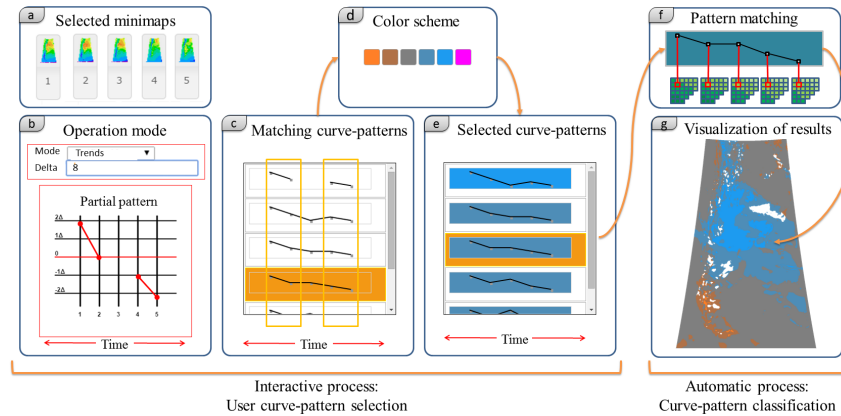 a
Selected minimaps
1 2 3 4 5
b
Operation mode
Mode Trends
Delta 8
Partial pattern
2Δ
1Δ
0
-1Δ
-2Δ
1 2 3 4 5
Time
c
Matching curve-patterns
Time
d
Color scheme
e
Selected curve-patterns
Time
f
Pattern matching
g
Visualization of results
Interactive process:
User curve-pattern selection
Automatic process:
Curve-pattern classification